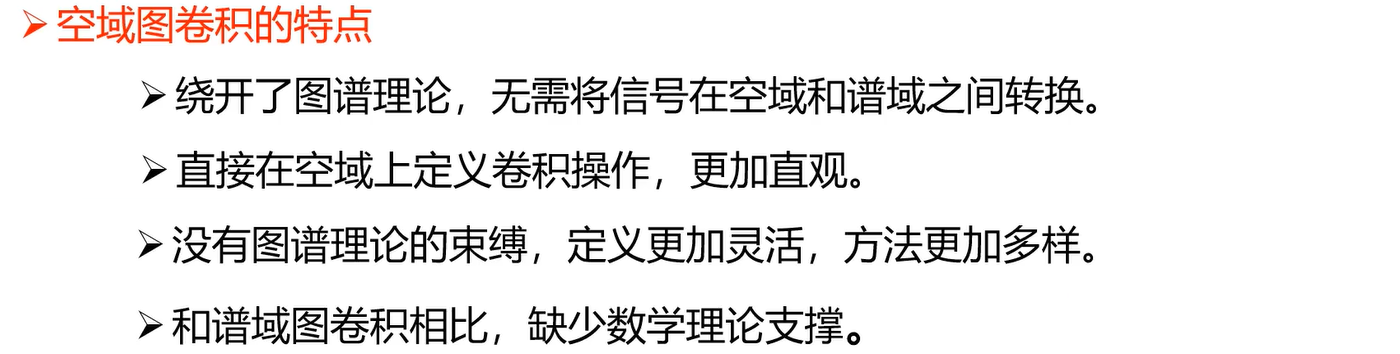 ➢ 空域图卷积的特点
➢ 绕开了图谱理论，无需将信号在空域和谱域之间转换。
➢ 直接在空域上定义卷积操作，更加直观。
➢ 没有图谱理论的束缚，定义更加灵活，方法更加多样。
➢ 和谱域图卷积相比，缺少数学理论支撑。